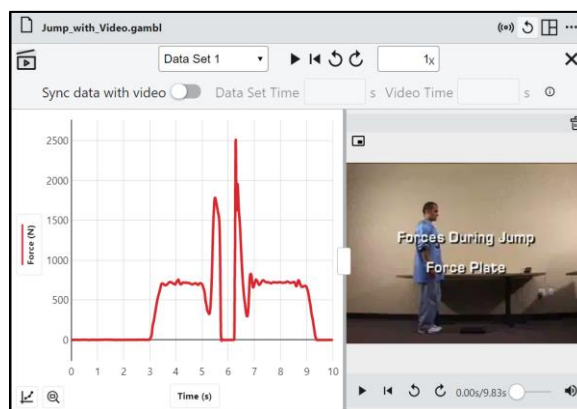 Jump_with_Video.gambl
Data Set 1
1x
Sync data with video
Data Set Time
s
Video Time
s
2500
2000
1500
1000
500
0
Force (N)
0 1 2 3 4 5 6 7 8 9 10
Time (s)
Forces During Jump
Force Plate
0.00s/9.83s